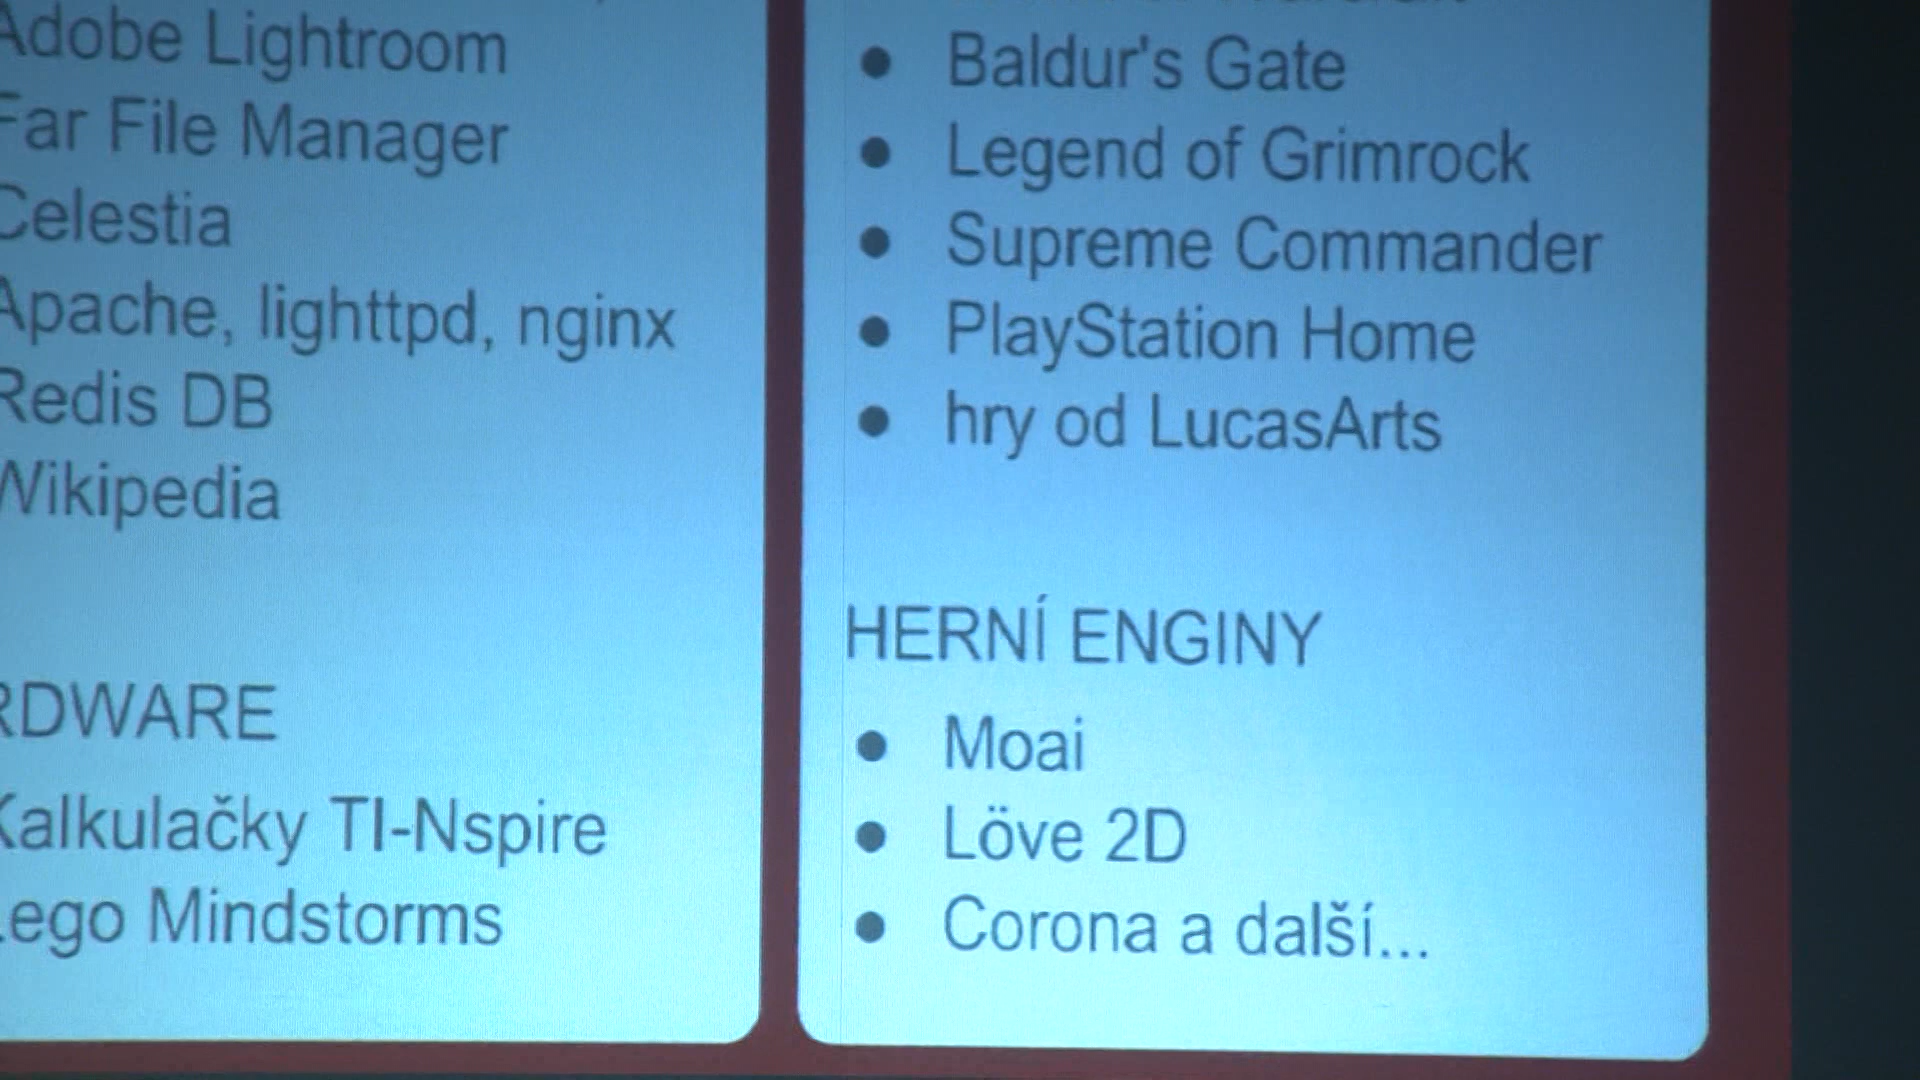 Adobe Lightroom
Far File Manager
Celestia
Apache, lighttpd, nginx
Redis DB
Wikipedia
RDWARE
Kalkulačky TI-Nspire
Lego Mindstorms
• Baldur's Gate
• Legend of Grimrock
• Supreme Commander
• PlayStation Home
• hry od LucasArts
HERNÍ ENGINY
• Moai
• Löve 2D
• Corona a další...